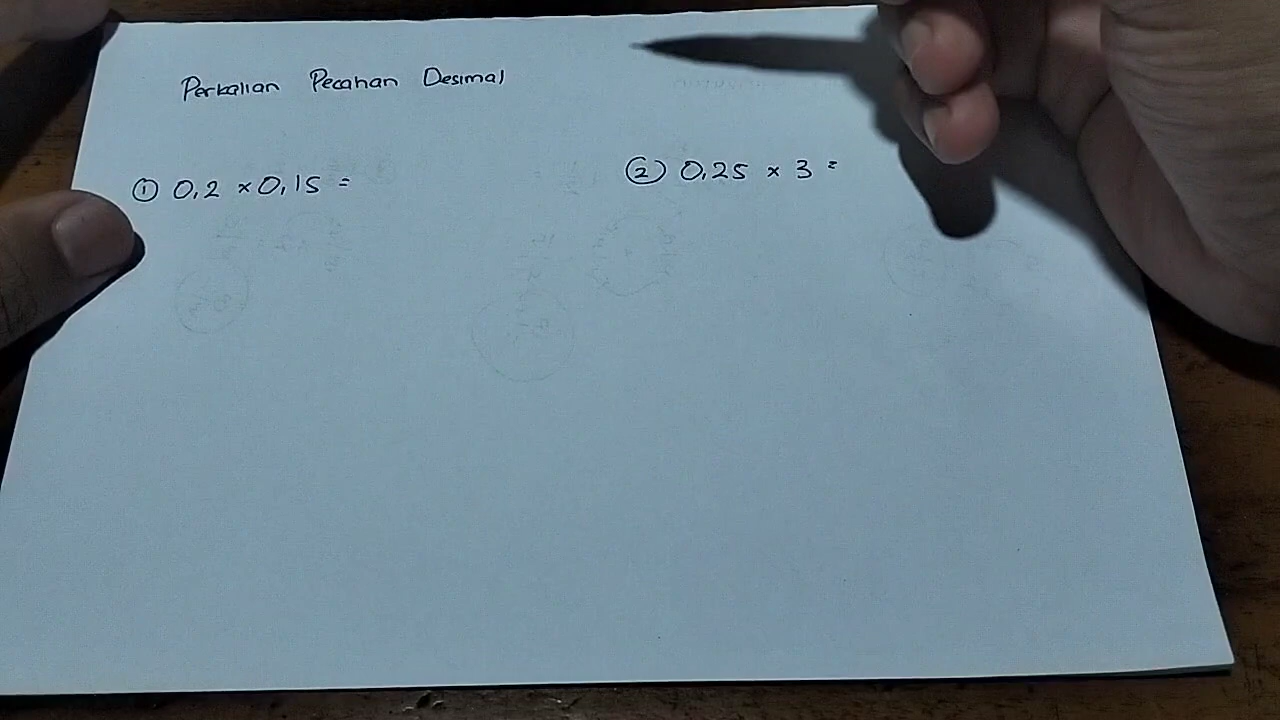 Perkalian Pecahan Desimal
① 0,2 × 0,15 =
② 0,25 × 3 =